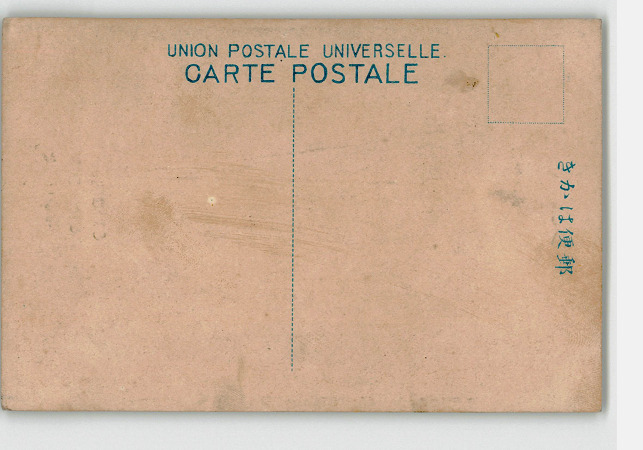 UNION POSTALE UNIVERSELLE.
CARTE POSTALE
きかは便郵